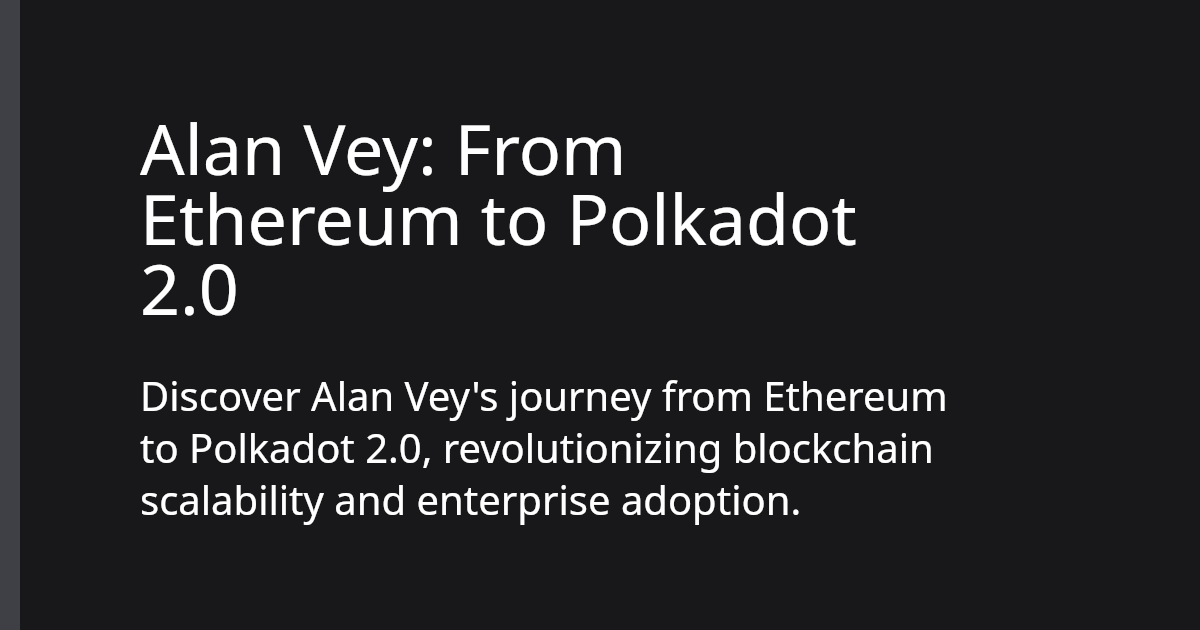 Alan Vey: From
Ethereum to Polkadot
2.0
Discover Alan Vey's journey from Ethereum
to Polkadot 2.0, revolutionizing blockchain
scalability and enterprise adoption.